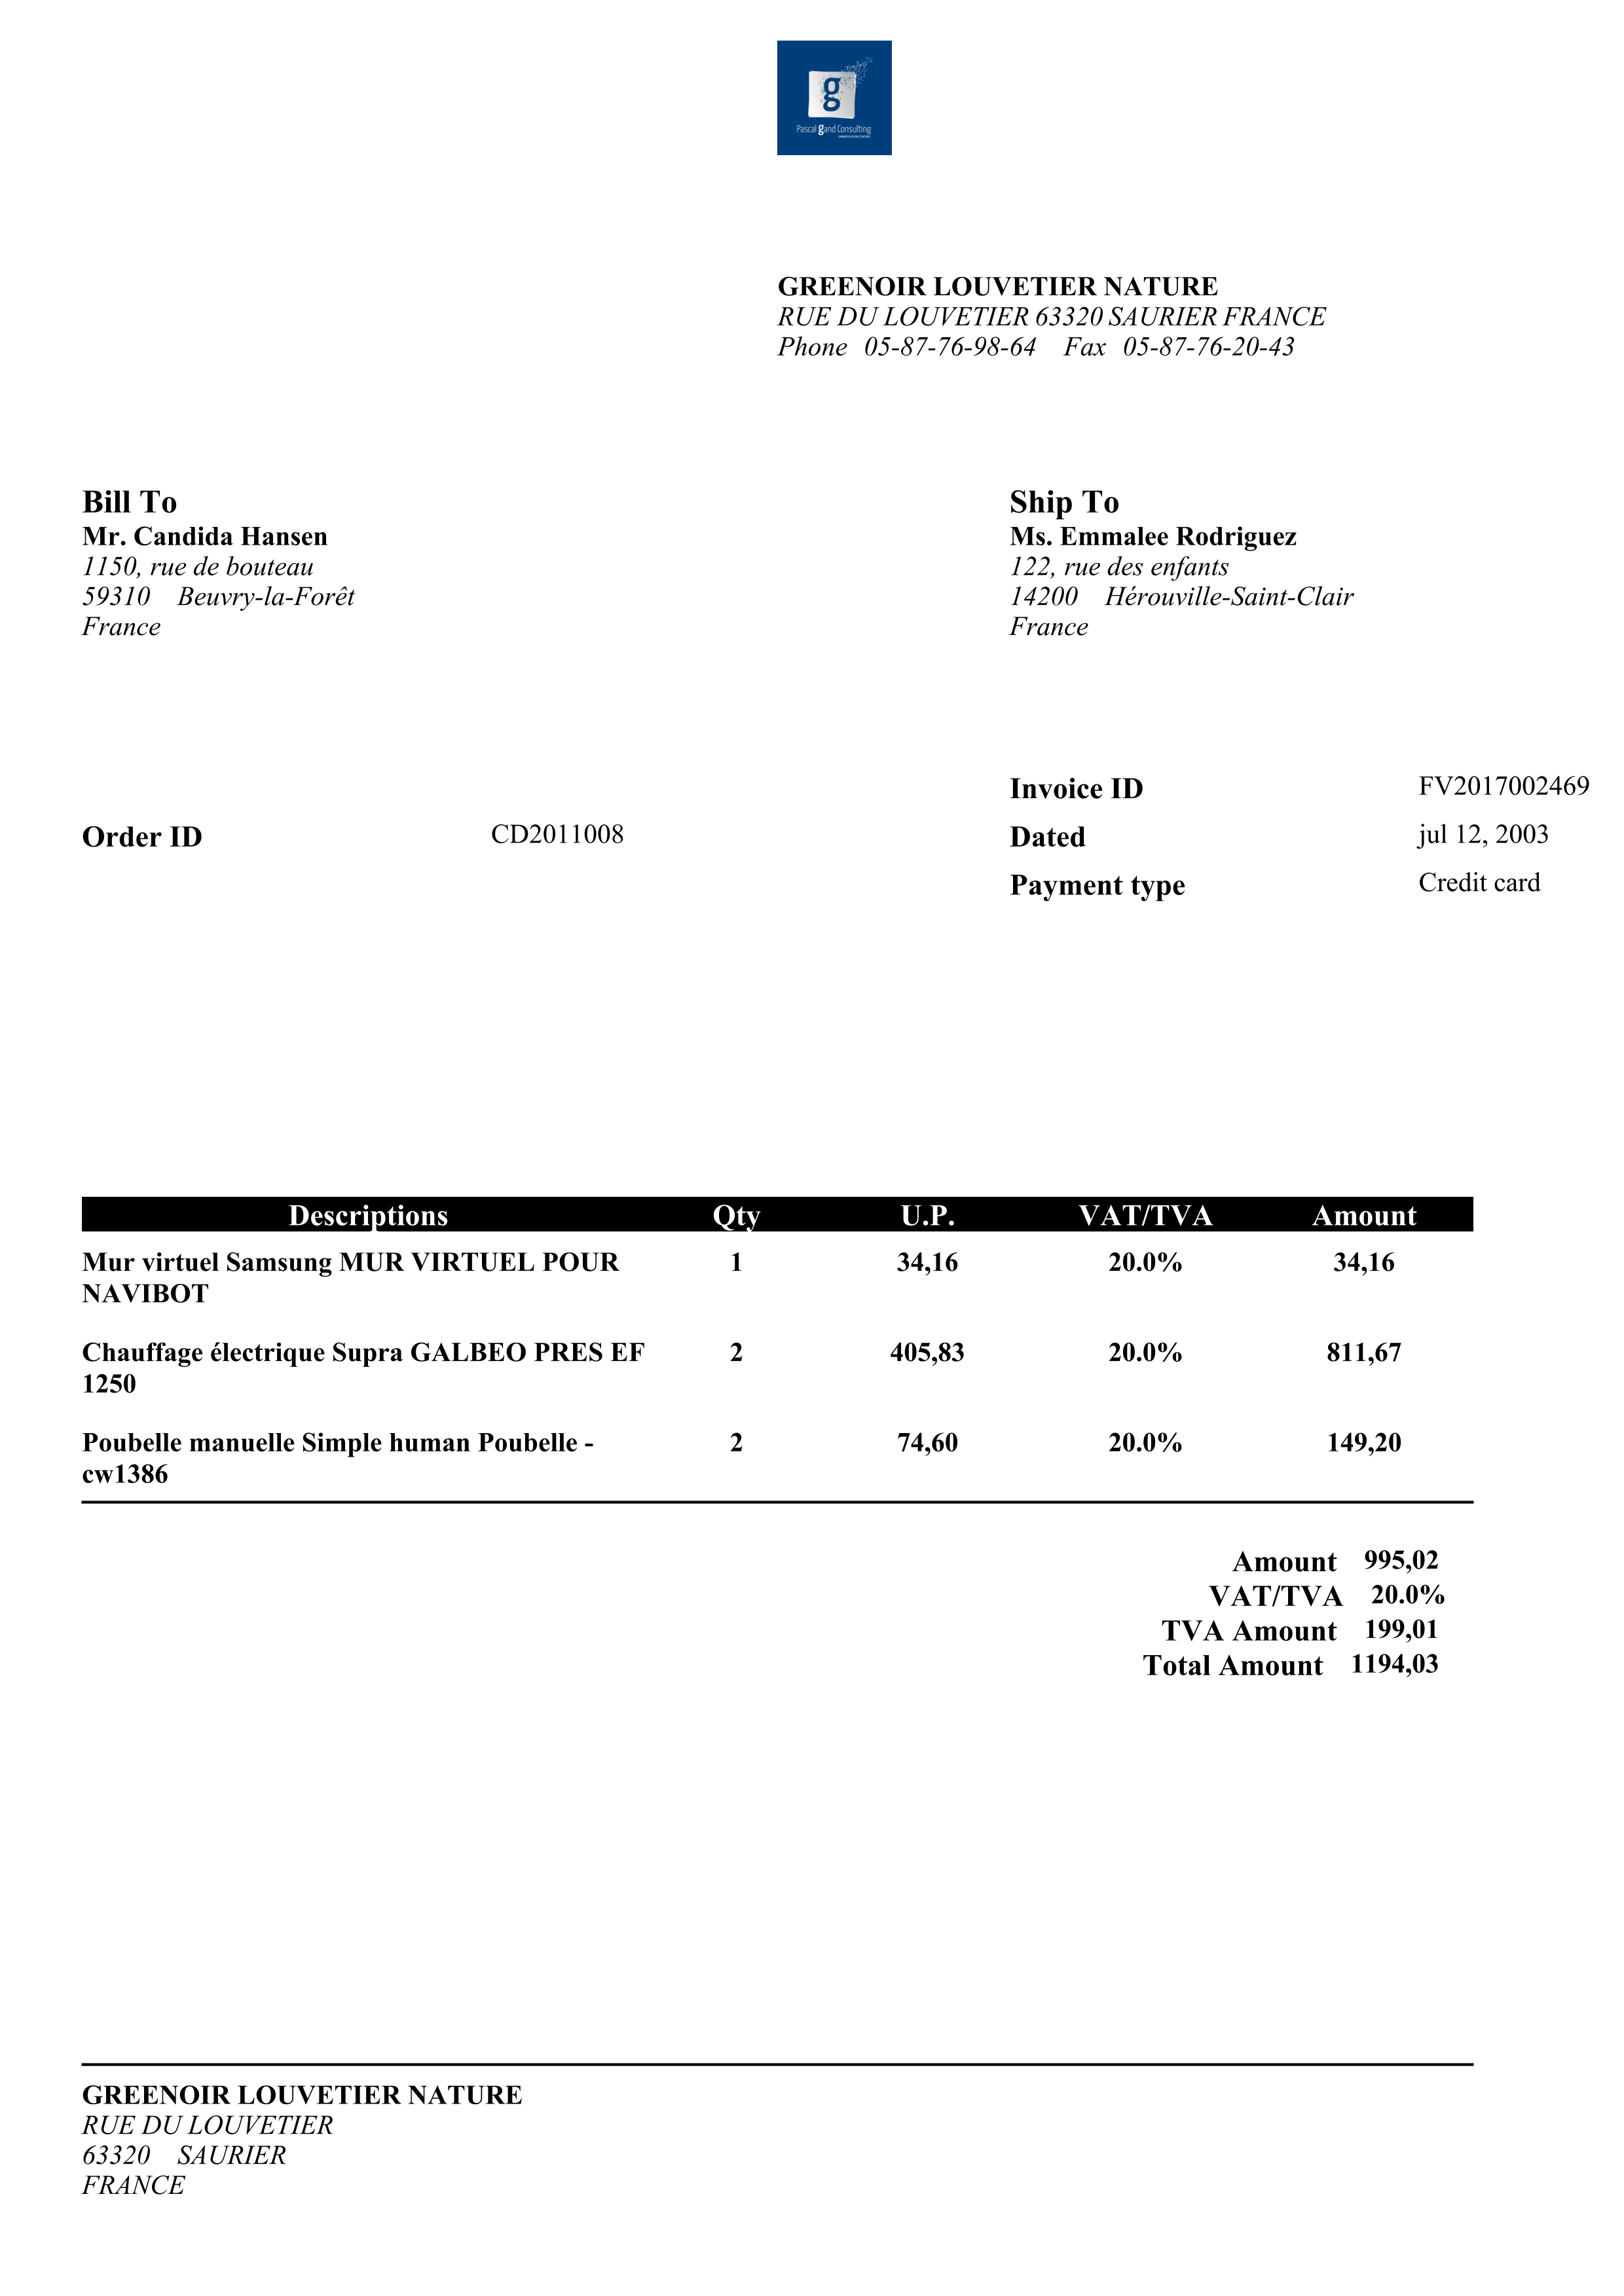 g
Pascal gand Consulting
GREENOIR LOUVETIER NATURE
RUE DU LOUVETIER 63320 SAURIER FRANCE
Phone 05-87-76-98-64 Fax 05-87-76-20-43
Bill To
Mr. Candida Hansen
1150, rue de bouteau
59310 Beuvry-la-Forêt
France
Ship To
Ms. Emmalee Rodriguez
122, rue des enfants
14200 Hérouville-Saint-Clair
France
Invoice ID FV2017002469
Order ID CD2011008 Dated jul 12, 2003
Payment type Credit card
Descriptions Qty U.P. VAT/TVA Amount
Mur virtuel Samsung MUR VIRTUEL POUR 1 34,16 20.0% 34,16
NAVIBOT
Chauffage électrique Supra GALBEO PRES EF 2 405,83 20.0% 811,67
1250
Poubelle manuelle Simple human Poubelle - 2 74,60 20.0% 149,20
cw1386
Amount 995,02
VAT/TVA 20.0%
TVA Amount 199,01
Total Amount 1194,03
GREENOIR LOUVETIER NATURE
RUE DU LOUVETIER
63320 SAURIER
FRANCE